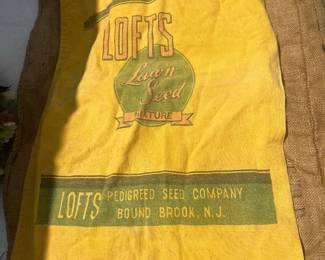 LOFTS
Lawn
Seed
MIXTURE
LOFTS PEDIGREED SEED COMPANY
BOUND BROOK, N.J.